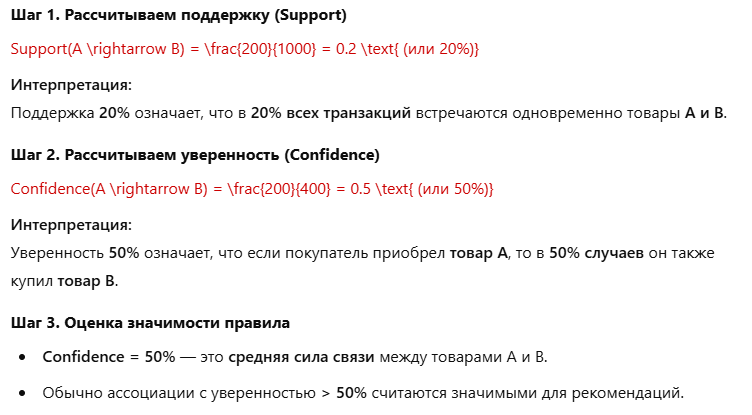 Шаг 1. Рассчитываем поддержку (Support)
Support(A \rightarrow B) = \frac{200}{1000} = 0.2 \text{ (или 20%)}
Интерпретация:
Поддержка 20% означает, что в 20% всех транзакций встречаются одновременно товары A и B.
Шаг 2. Рассчитываем уверенность (Confidence)
Confidence(A \rightarrow B) = \frac{200}{400} = 0.5 \text{ (или 50%)}
Интерпретация:
Уверенность 50% означает, что если покупатель приобрел товар A, то в 50% случаев он также
купил товар B.
Шаг 3. Оценка значимости правила
• Confidence = 50% — это средняя сила связи между товарами A и B.
• Обычно ассоциации с уверенностью > 50% считаются значимыми для рекомендаций.